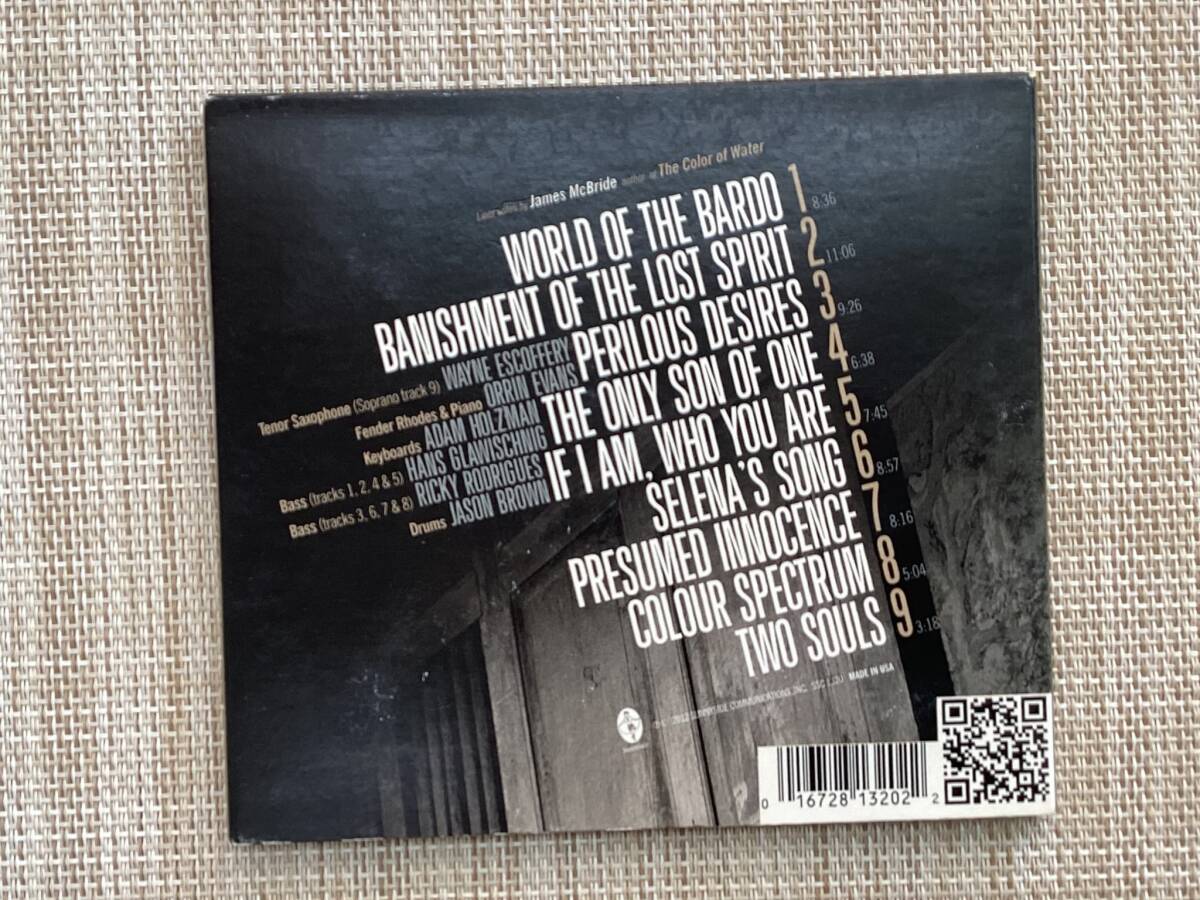 Liner notes by James McBride author of The Color of Water
WORLD OF THE BARDO 1 8:36
BANISHMENT OF THE LOST SPIRIT 2 11:06
PERILOUS DESIRES 3 9:26
THE ONLY SON OF ONE 4 6:38
IF I AM, WHO YOU ARE 5 7:45
SELENA'S SONG 6 8:57
PRESUMED INNOCENCE 7 8:16
COLOUR SPECTRUM 8 5:04
TWO SOULS 9 3:18
Tenor Saxophone (Soprano track 9) WAYNE ESCOFFERY
Fender Rhodes & Piano ORRIN EVANS
Keyboards ADAM HOLZMAN
Bass (tracks 1, 2, 4 & 5) HANS GLAWISCHNIG
Bass (tracks 3, 6, 7 & 8) RICKY RODRIGUES
Drums JASON BROWN
COMMUNICATIONS, INC. MADE IN USA
0 16728 13202 2